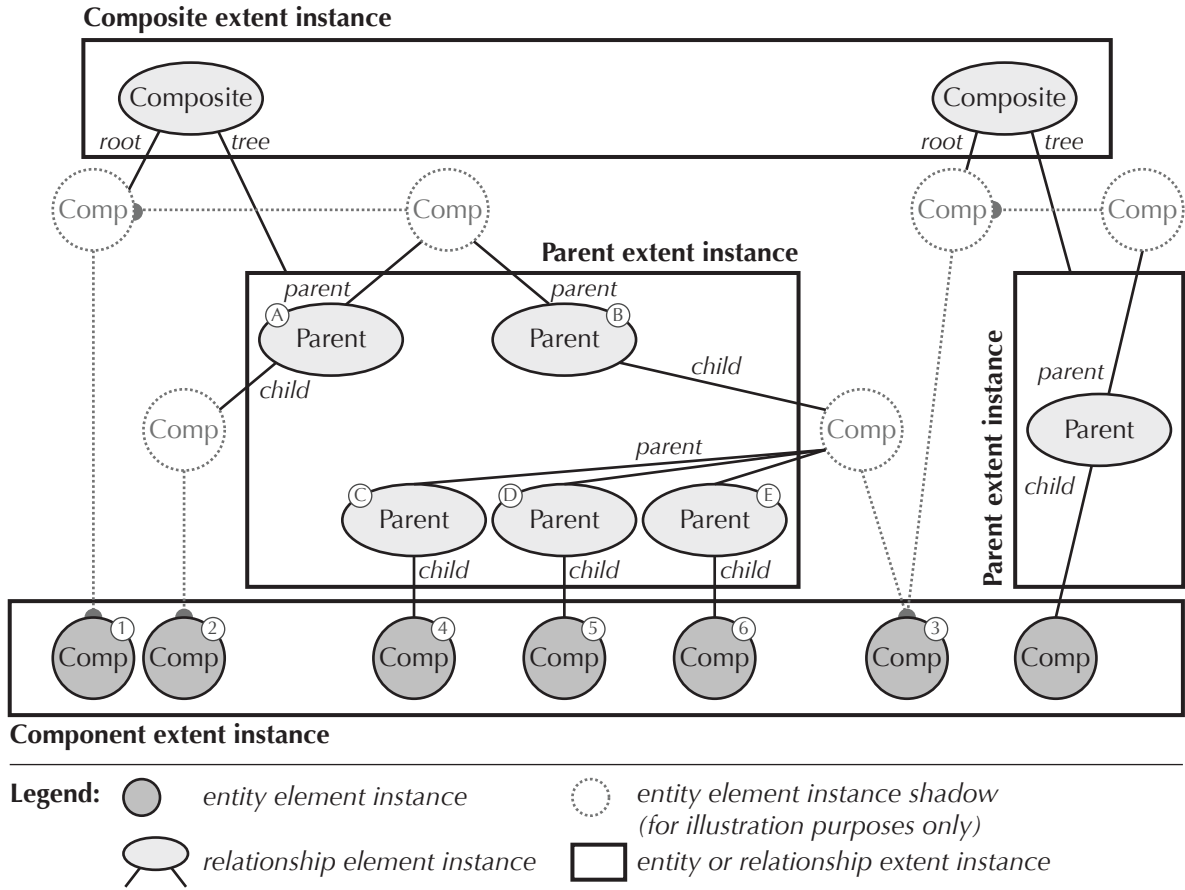 Composite extent instance
Composite Composite
root tree root tree
Comp Comp Comp Comp
Parent extent instance
parent parent
A B
Parent Parent
child child
Parent extent instance
parent
Comp Comp Parent
parent
child
C D E
Parent Parent Parent
child child child
1 2 4 5 6 3
Comp Comp Comp Comp Comp Comp Comp
Component extent instance
Legend: entity element instance entity element instance shadow
(for illustration purposes only)
relationship element instance entity or relationship extent instance